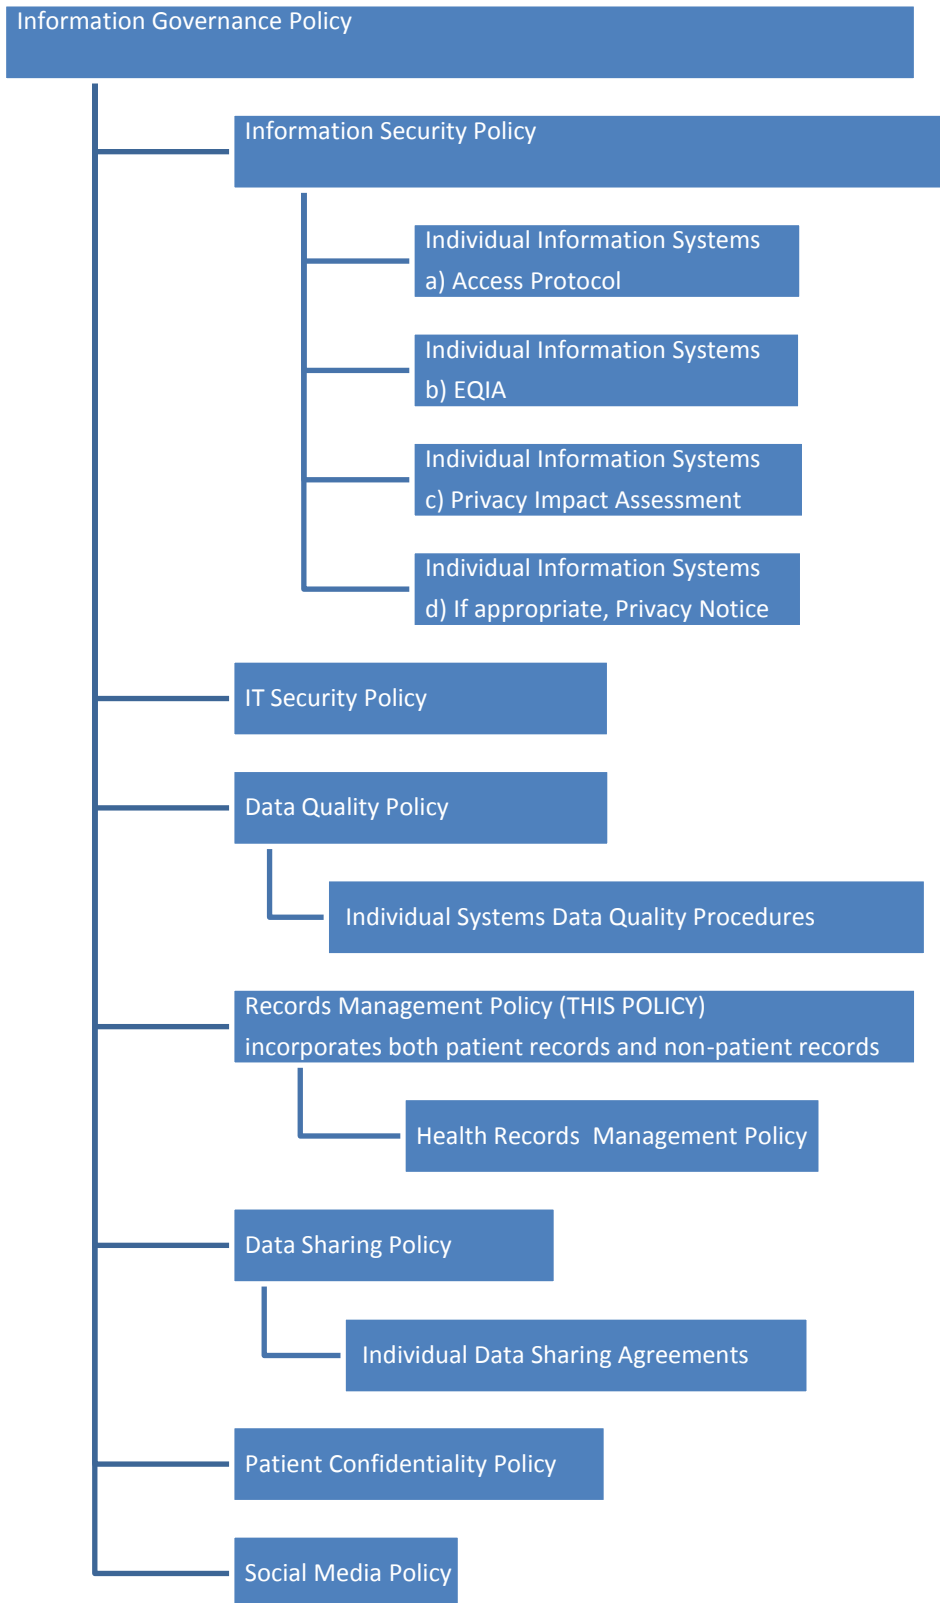 Information Governance Policy
Information Security Policy
Individual Information Systems
a) Access Protocol
Individual Information Systems
b) EQIA
Individual Information Systems
c) Privacy Impact Assessment
Individual Information Systems
d) If appropriate, Privacy Notice
IT Security Policy
Data Quality Policy
Individual Systems Data Quality Procedures
Records Management Policy (THIS POLICY)
incorporates both patient records and non-patient records
Health Records  Management Policy
Data Sharing Policy
Individual Data Sharing Agreements
Patient Confidentiality Policy
Social Media Policy